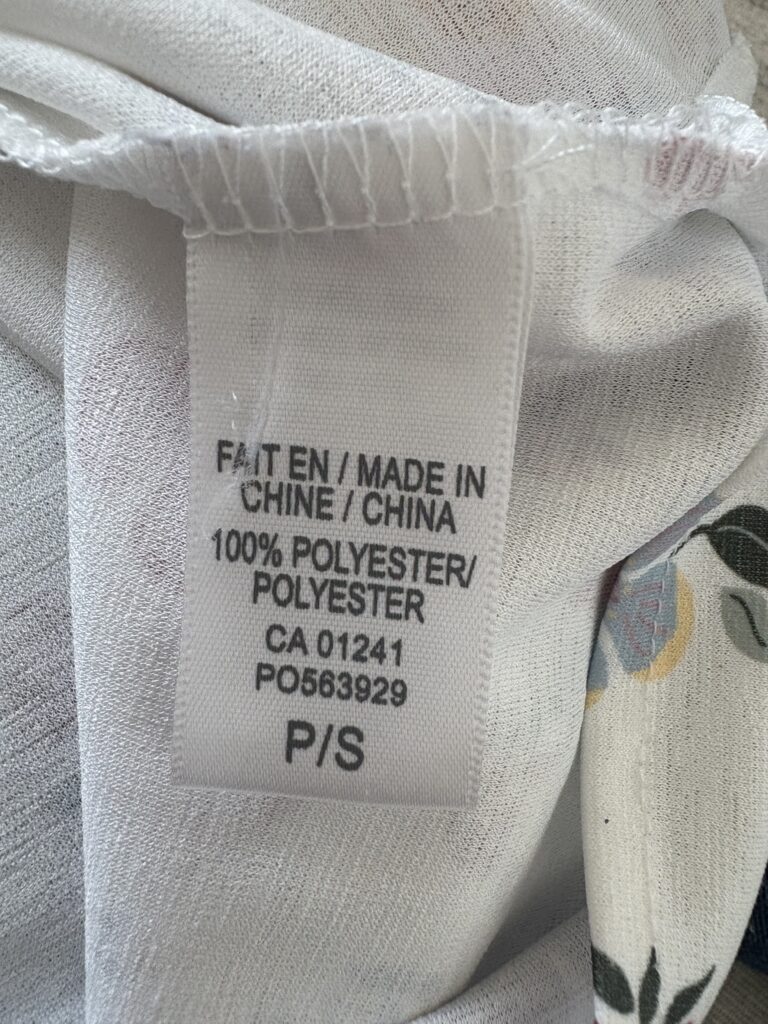 FAIT EN / MADE IN
CHINE / CHINA
100% POLYESTER/
POLYESTER
CA 01241
PO563929
P/S